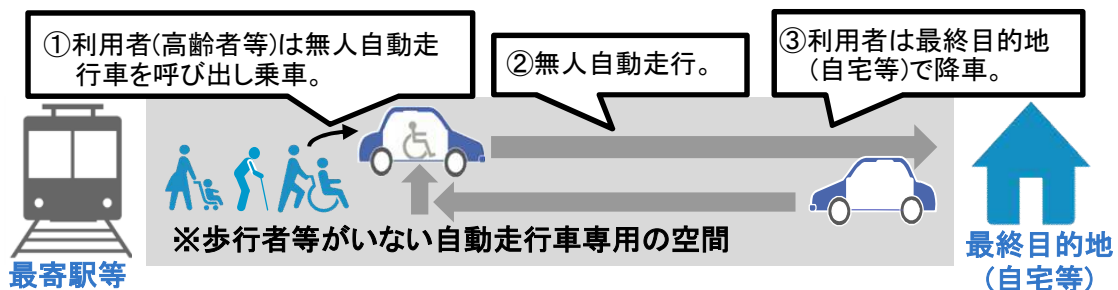 ①利用者(高齢者等)は無人自動走
行車を呼び出し乗車。
②無人自動走行。
③利用者は最終目的地
(自宅等)で降車。
※歩行者等がいない自動走行車専用の空間
最寄駅等
最終目的地
(自宅等)